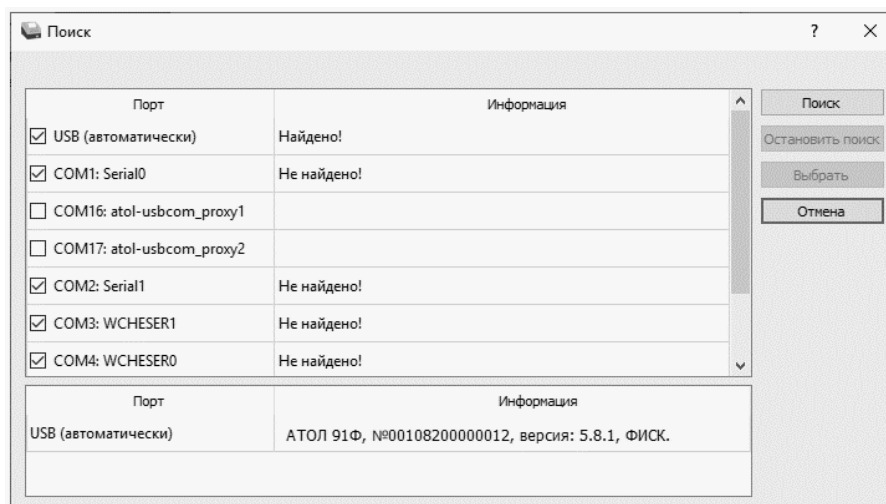 Поиск ?
Порт Информация
USB (автоматически) Найдено!
COM1: Serial0 Не найдено!
COM16: atol-usbcom_proxy1
COM17: atol-usbcom_proxy2
COM2: Serial1 Не найдено!
COM3: WCHESER1 Не найдено!
COM4: WCHESER0 Не найдено!
Поиск
Остановить поиск
Выбрать
Отмена
Порт Информация
USB (автоматически) АТОЛ 91Ф, №00108200000012, версия: 5.8.1, ФИСК.